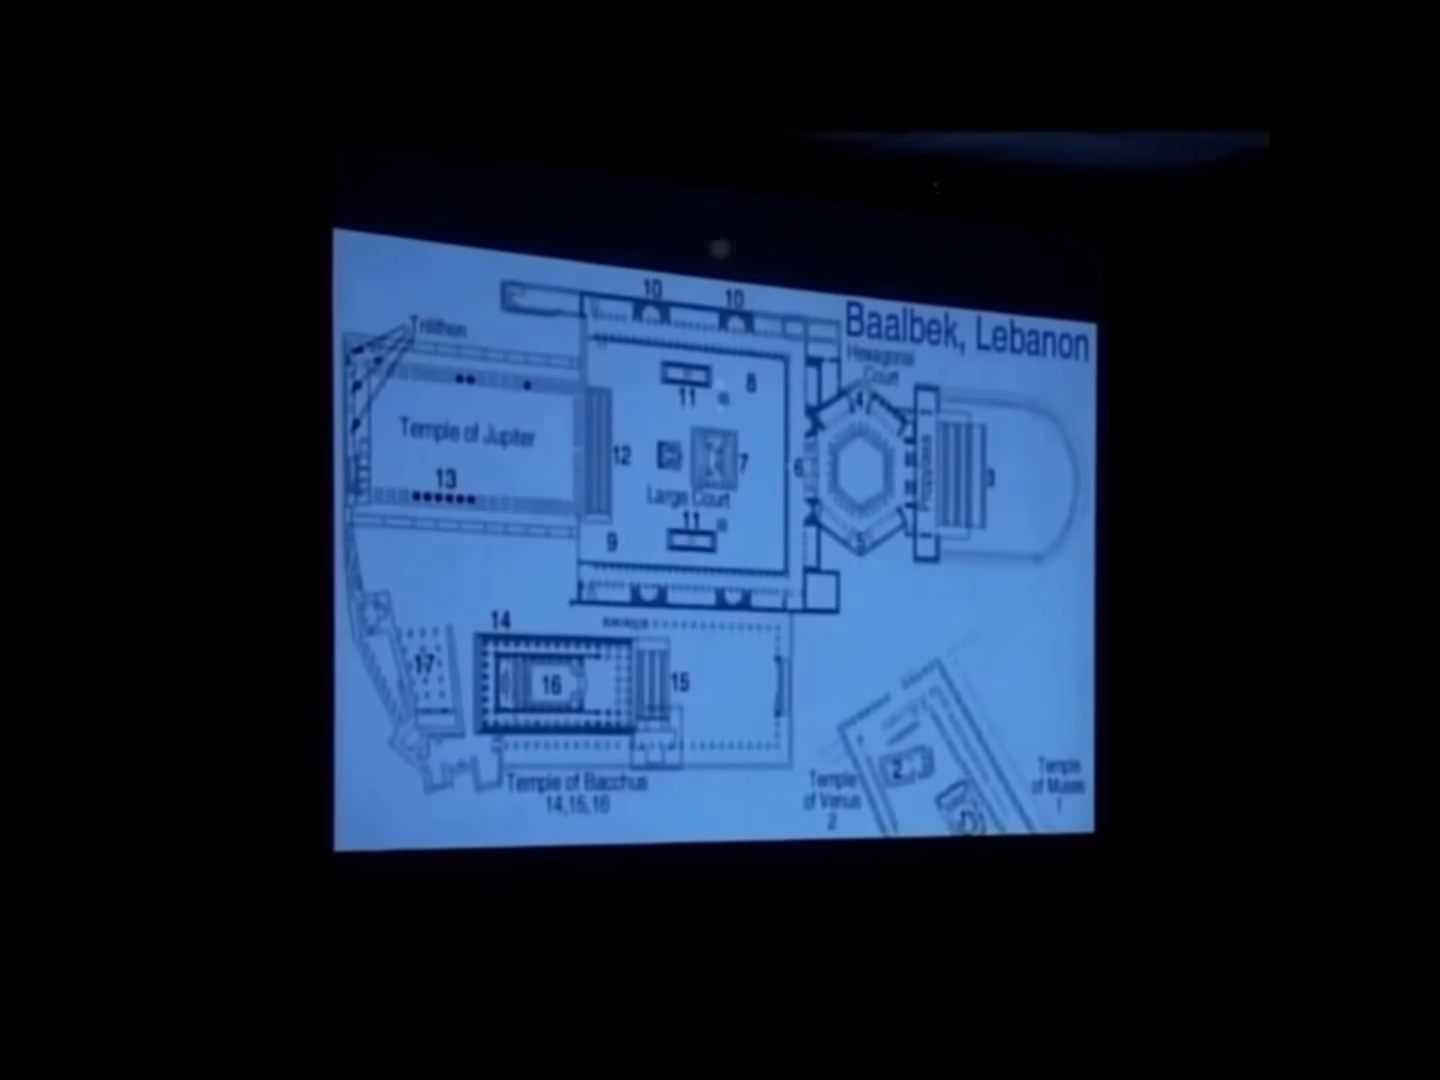 Baalbek, Lebanon
10
10
Trilithon
Hexagonal
Court
8
11
4
Temple of Jupiter
12
7
6
Propylaea
3
13
Large Court
11
9
5
14
17
16
15
Temple of Bacchus
14,15,16
2
Temple
of Venus
2
Temple
of Muses
1